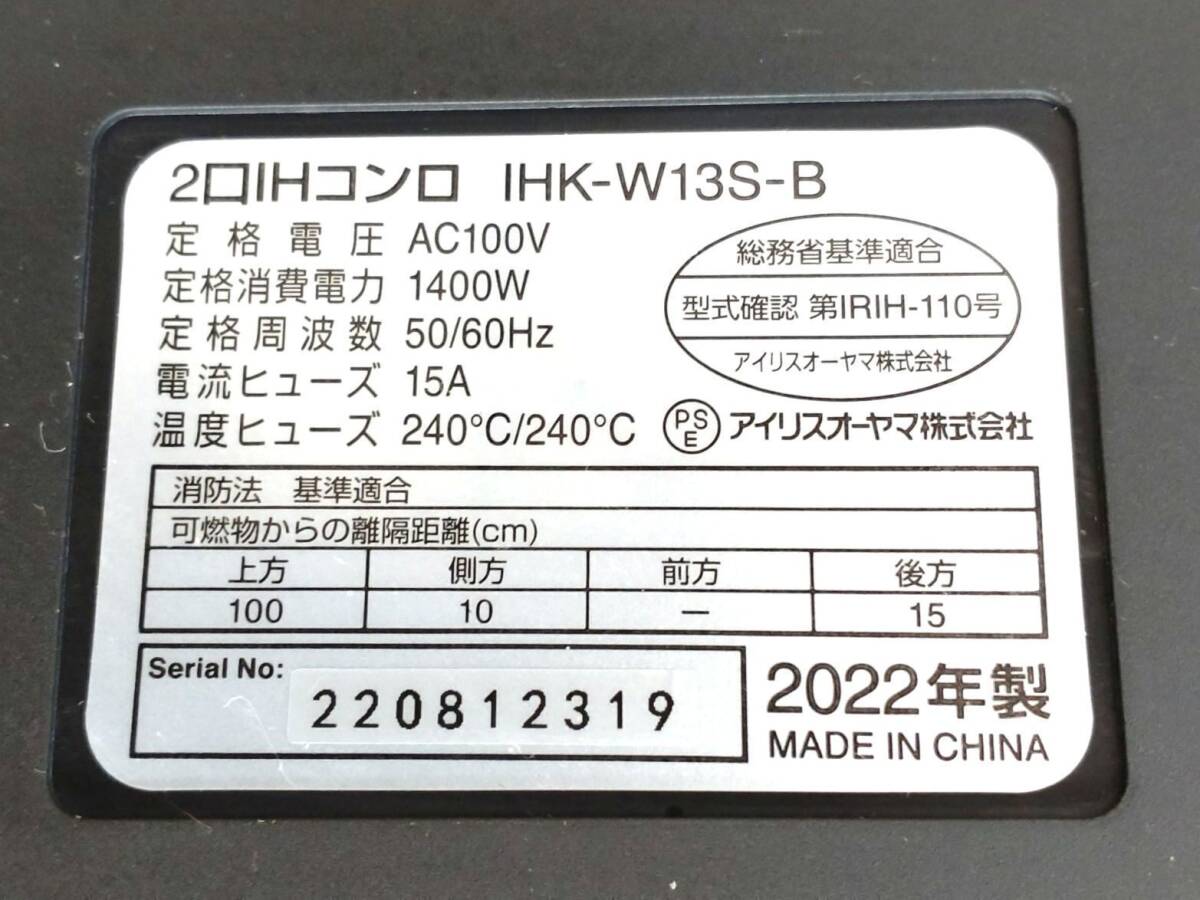 2口IHコンロ IHK-W13S-B
定格電圧 AC100V
定格消費電力 1400W
定格周波数 50/60Hz
電流ヒューズ 15A
温度ヒューズ 240℃/240℃
総務省基準適合
型式確認 第IRIH-110号
アイリスオーヤマ株式会社
PSE アイリスオーヤマ株式会社
消防法 基準適合
可燃物からの離隔距離(cm)
上方 側方 前方 後方
100 10 － 15
Serial No: 220812319
2022年製
MADE IN CHINA